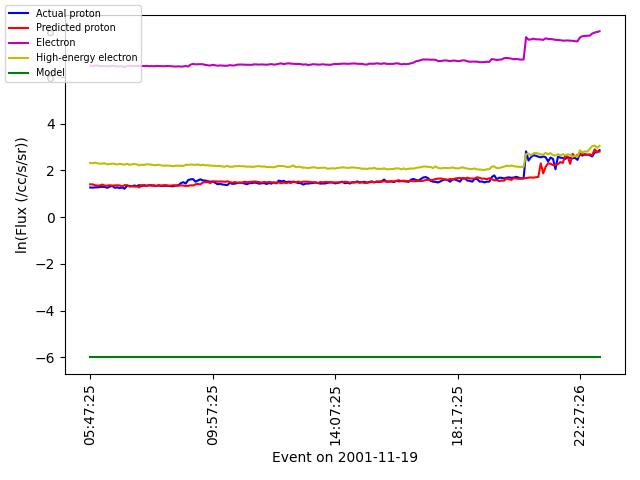 Actual proton
Predicted proton
Electron
High-energy electron
Model
8
6
4
2
0
−2
−4
−6
ln(Flux (/cc/s/sr))
05:47:25
09:57:25
14:07:25
18:17:25
22:27:26
Event on 2001-11-19